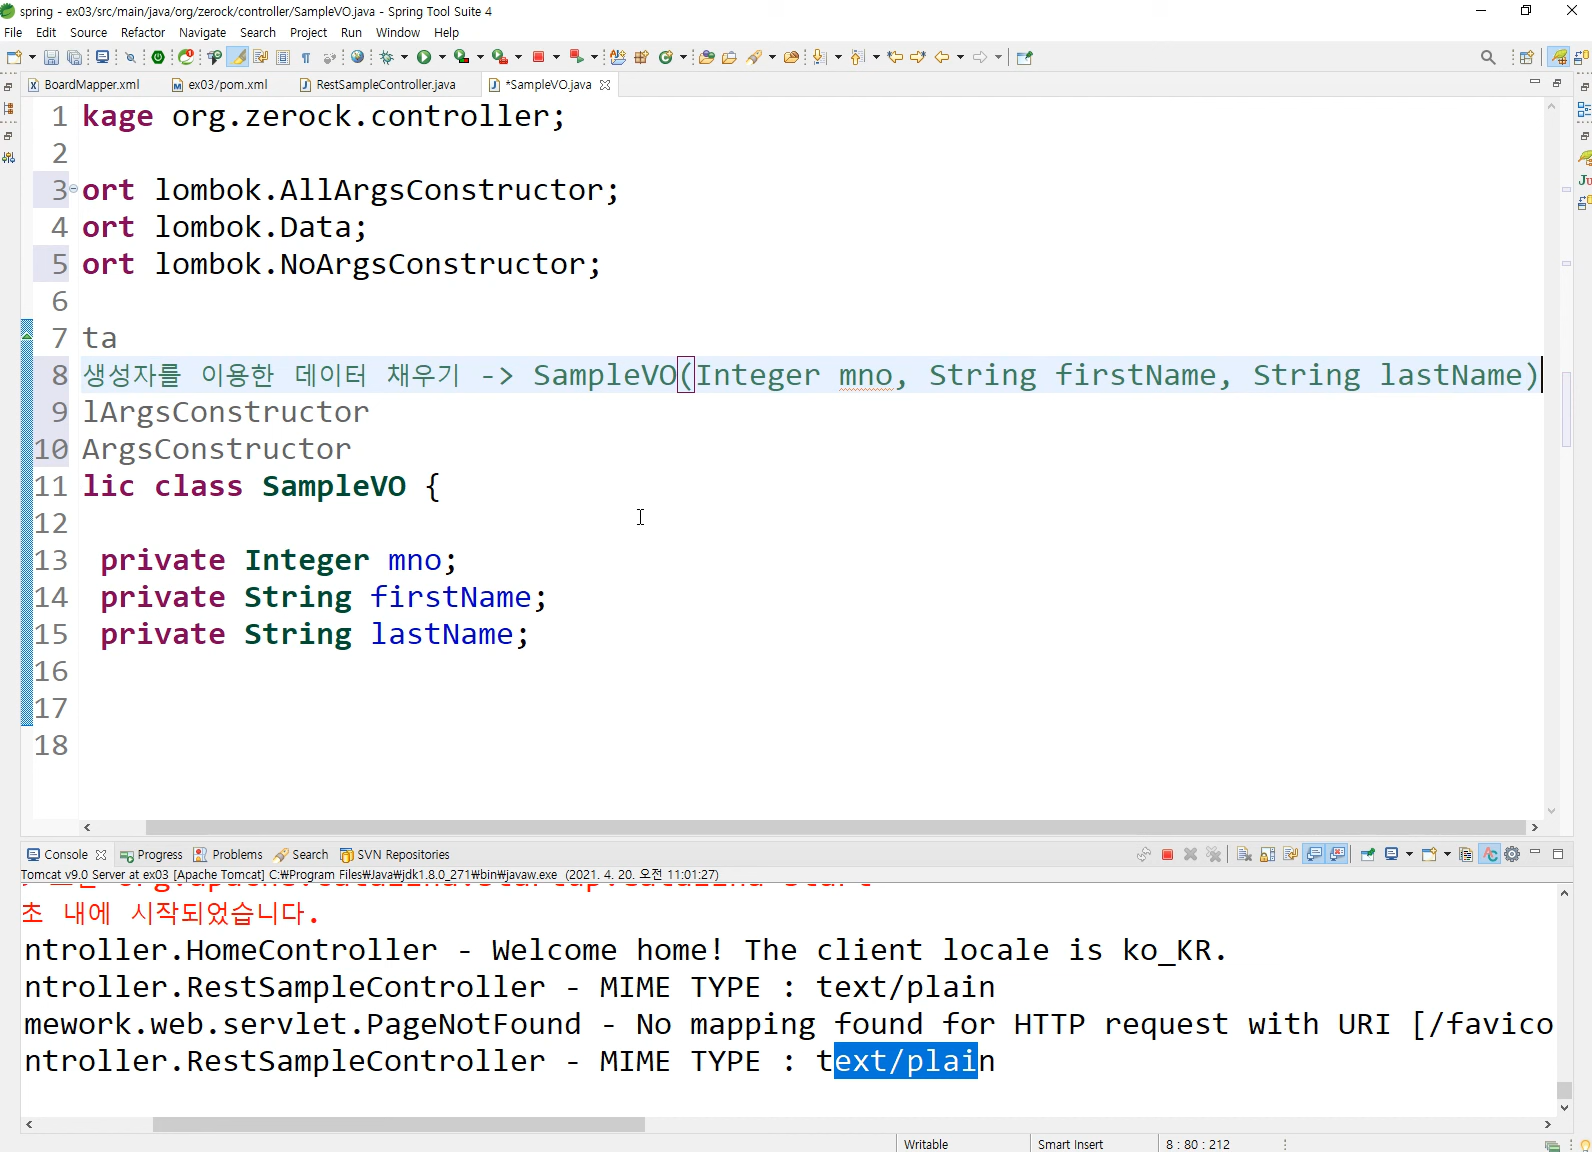 spring - ex03/src/main/java/org/zerock/controller/SampleVO.java - Spring Tool Suite 4
File Edit Source Refactor Navigate Search Project Run Window Help
BoardMapper.xml ex03/pom.xml RestSampleController.java *SampleVO.java
1 kage org.zerock.controller;
2
3 ort lombok.AllArgsConstructor;
4 ort lombok.Data;
5 ort lombok.NoArgsConstructor;
6
7 ta
8 생성자를 이용한 데이터 채우기 -> SampleVO(Integer mno, String firstName, String lastName)
9 lArgsConstructor
10 ArgsConstructor
11 lic class SampleVO {
12
13 private Integer mno;
14 private String firstName;
15 private String lastName;
16
17
18
Console Progress Problems Search SVN Repositories
Tomcat v9.0 Server at ex03 [Apache Tomcat] C:₩Program Files₩Java₩jdk1.8.0_271₩bin₩javaw.exe (2021. 4. 20. 오전 11:01:27)
초 내에 시작되었습니다.
ntroller.HomeController - Welcome home! The client locale is ko_KR.
ntroller.RestSampleController - MIME TYPE : text/plain
mework.web.servlet.PageNotFound - No mapping found for HTTP request with URI [/favico
ntroller.RestSampleController - MIME TYPE : text/plain
Writable Smart Insert 8 : 80 : 212